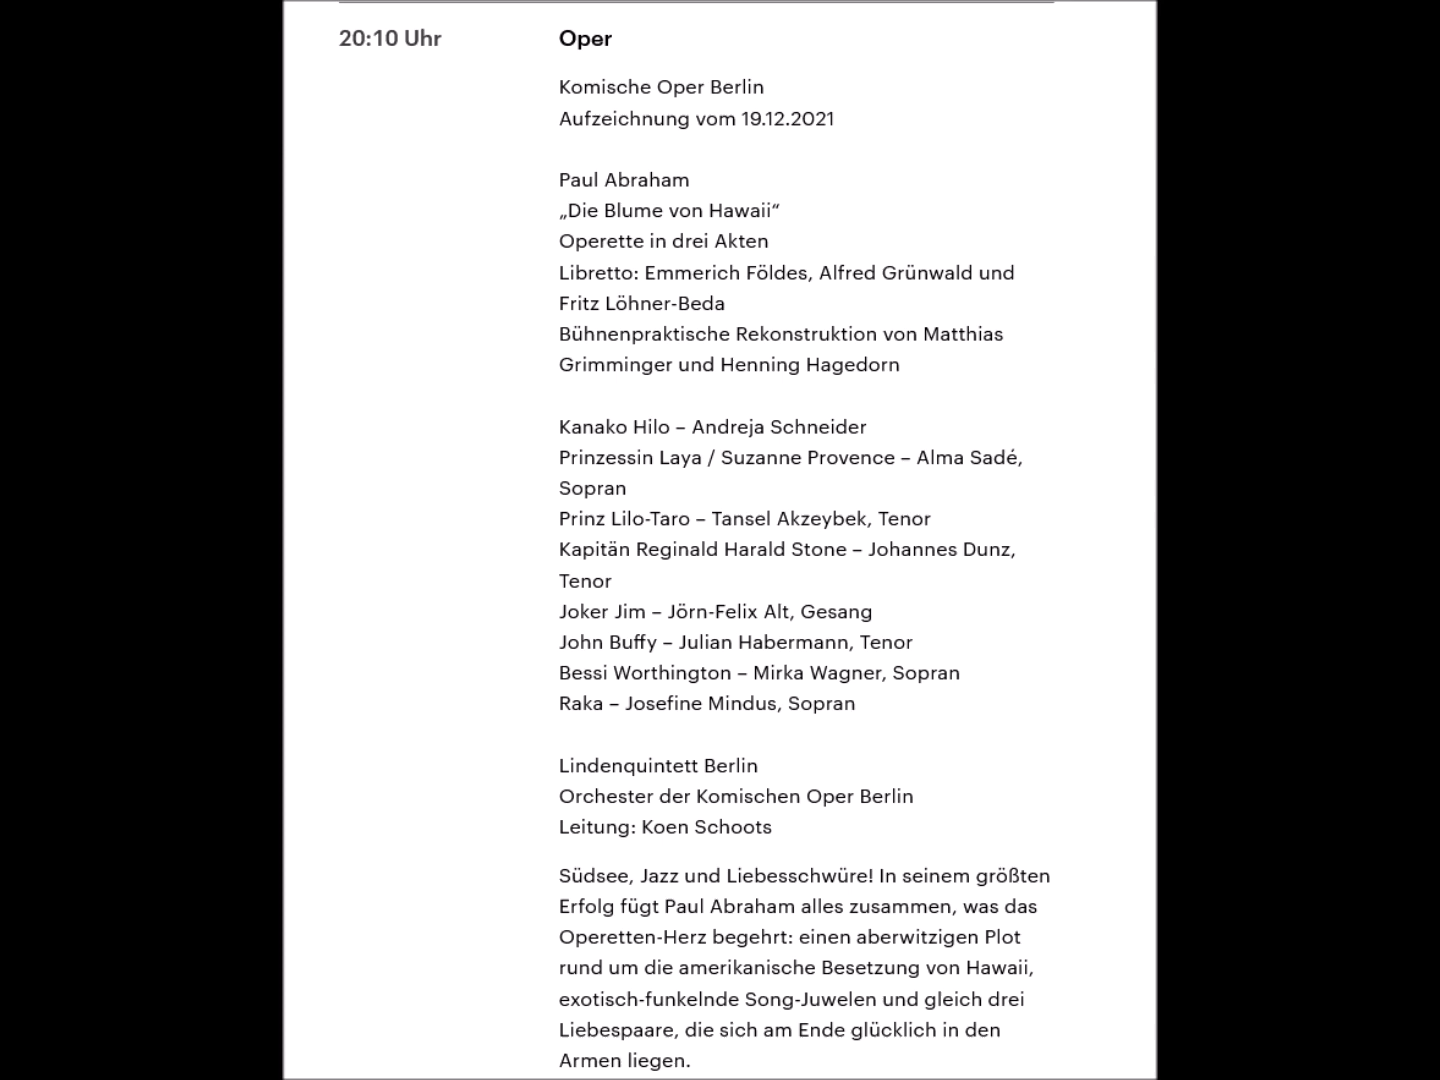 20:10 Uhr Oper
Komische Oper Berlin
Aufzeichnung vom 19.12.2021
Paul Abraham
„Die Blume von Hawaii“
Operette in drei Akten
Libretto: Emmerich Földes, Alfred Grünwald und
Fritz Löhner-Beda
Bühnenpraktische Rekonstruktion von Matthias
Grimminger und Henning Hagedorn
Kanako Hilo – Andreja Schneider
Prinzessin Laya / Suzanne Provence – Alma Sadé,
Sopran
Prinz Lilo-Taro – Tansel Akzeybek, Tenor
Kapitän Reginald Harald Stone – Johannes Dunz,
Tenor
Joker Jim – Jörn-Felix Alt, Gesang
John Buffy – Julian Habermann, Tenor
Bessi Worthington – Mirka Wagner, Sopran
Raka – Josefine Mindus, Sopran
Lindenquintett Berlin
Orchester der Komischen Oper Berlin
Leitung: Koen Schoots
Südsee, Jazz und Liebesschwüre! In seinem größten
Erfolg fügt Paul Abraham alles zusammen, was das
Operetten-Herz begehrt: einen aberwitzigen Plot
rund um die amerikanische Besetzung von Hawaii,
exotisch-funkelnde Song-Juwelen und gleich drei
Liebespaare, die sich am Ende glücklich in den
Armen liegen.